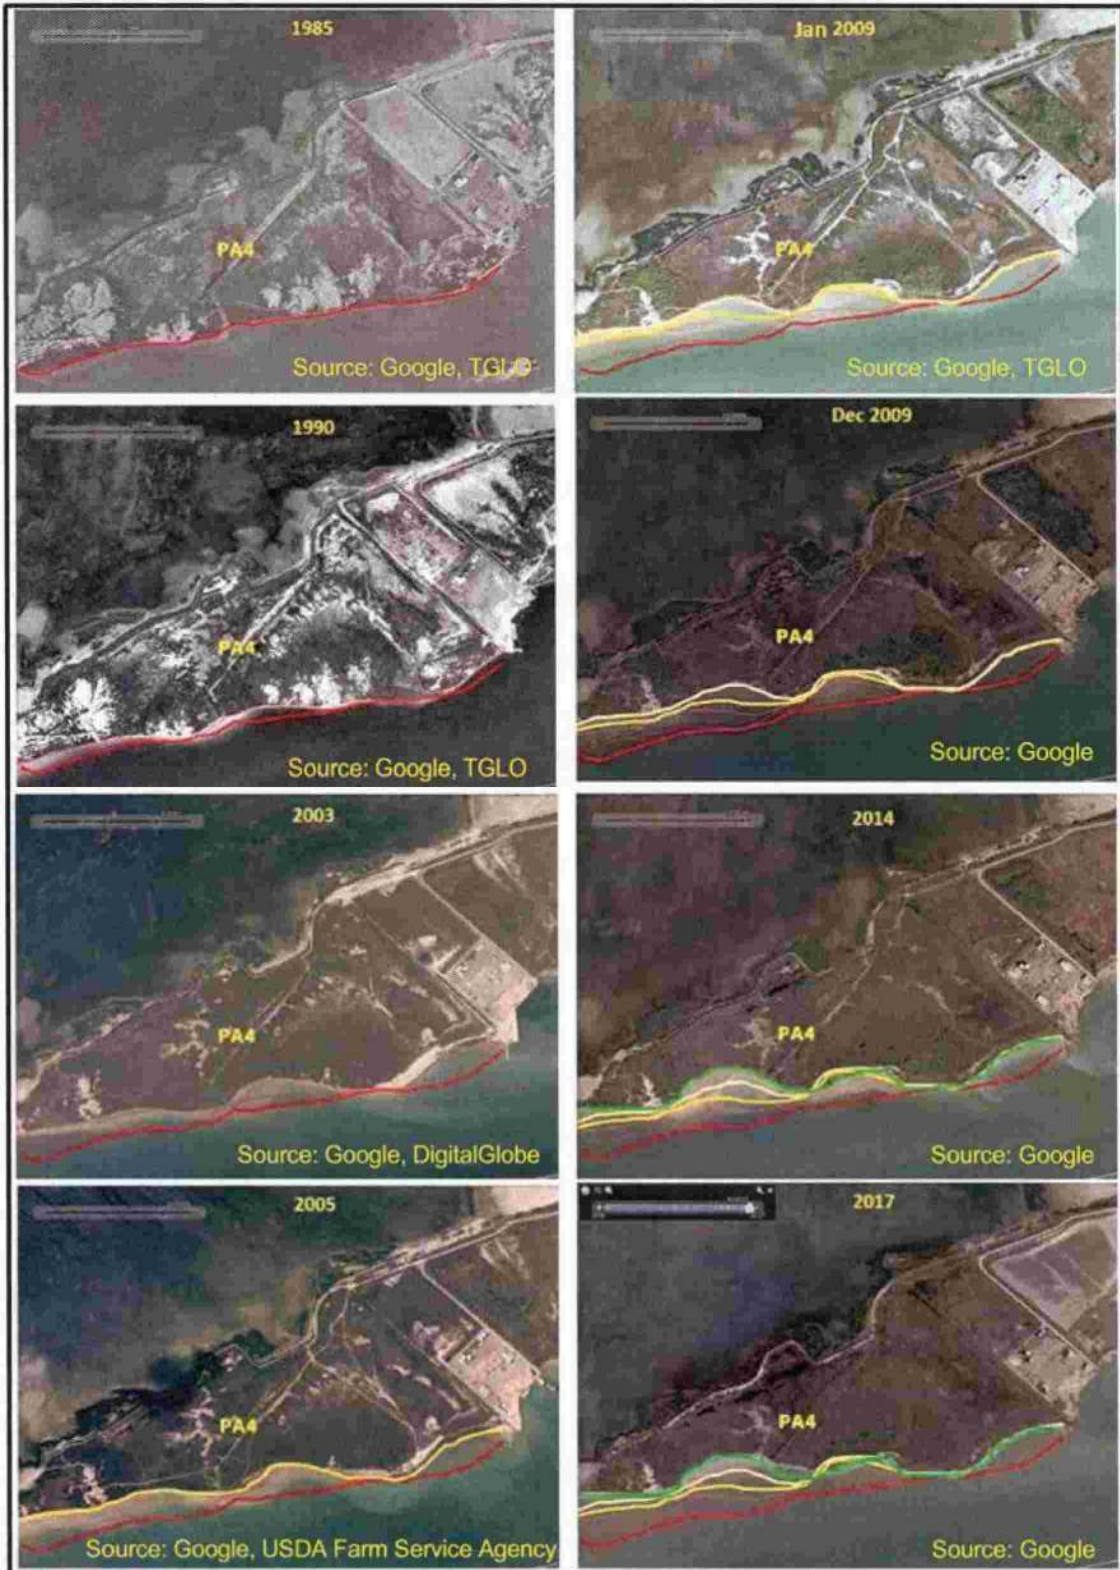 1985
PA4
Source: Google, TGLO
1990
PA4
Source: Google, TGLO
2003
PA4
Source: Google, DigitalGlobe
2005
PA4
Source: Google, USDA Farm Service Agency
Jan 2009
PA4
Source: Google, TGLO
Dec 2009
PA4
Source: Google
2014
PA4
Source: Google
2017
PA4
Source: Google